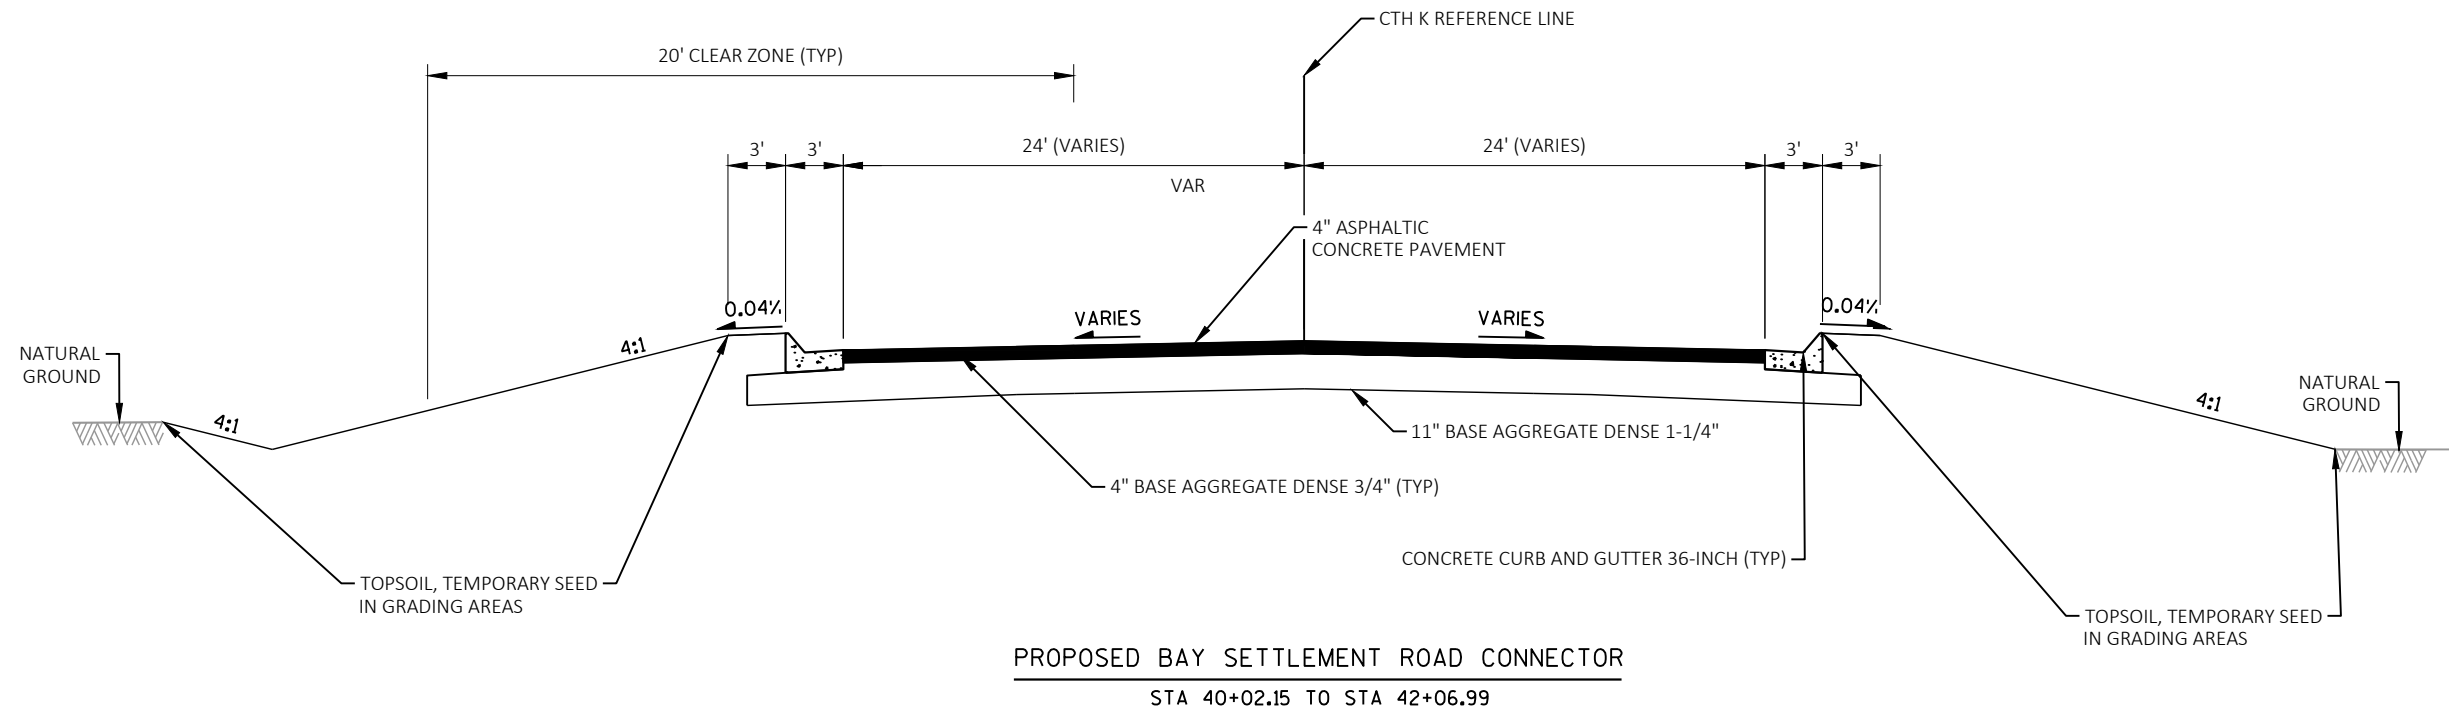 CTH K REFERENCE LINE
20' CLEAR ZONE (TYP)
3'
3'
24' (VARIES)
24' (VARIES)
3'
3'
VAR
4" ASPHALTIC
CONCRETE PAVEMENT
0.04%
VARIES
VARIES
0.04%
4:1
NATURAL
GROUND
4:1
4:1
NATURAL
GROUND
11" BASE AGGREGATE DENSE 1-1/4"
4" BASE AGGREGATE DENSE 3/4" (TYP)
CONCRETE CURB AND GUTTER 36-INCH (TYP)
TOPSOIL, TEMPORARY SEED
IN GRADING AREAS
TOPSOIL, TEMPORARY SEED
IN GRADING AREAS
PROPOSED BAY SETTLEMENT ROAD CONNECTOR
STA 40+02.15 TO STA 42+06.99